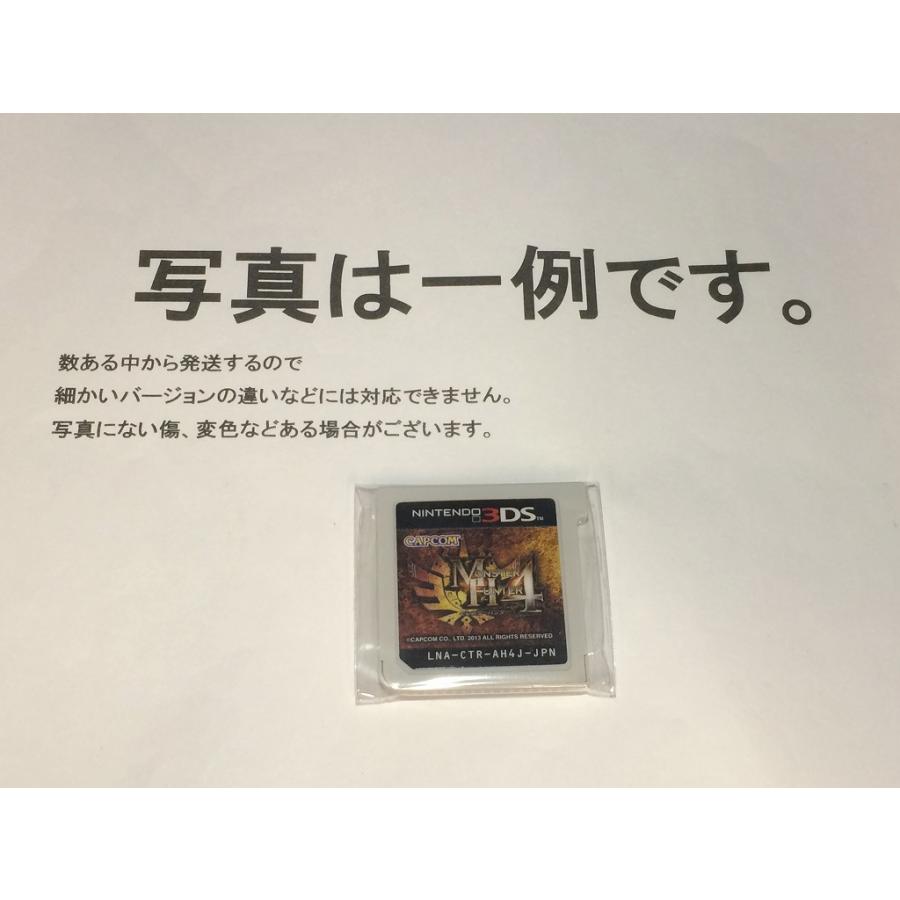 写真は一例です。
数ある中から発送するので
細かいバージョンの違いなどには対応できません。
写真にない傷、変色などある場合がございます。
NINTENDO 3DS™
CAPCOM
MONSTER
HUNTER 4
©CAPCOM CO., LTD. 2013 ALL RIGHTS RESERVED
LNA-CTR-AH4J-JPN